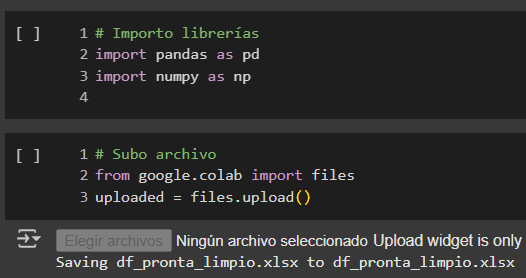 [ ] 1 # Importo librerías
2 import pandas as pd
3 import numpy as np
4
[ ] 1 # Subo archivo
2 from google.colab import files
3 uploaded = files.upload()
Elegir archivos Ningún archivo seleccionado Upload widget is only
Saving df_pronta_limpio.xlsx to df_pronta_limpio.xlsx